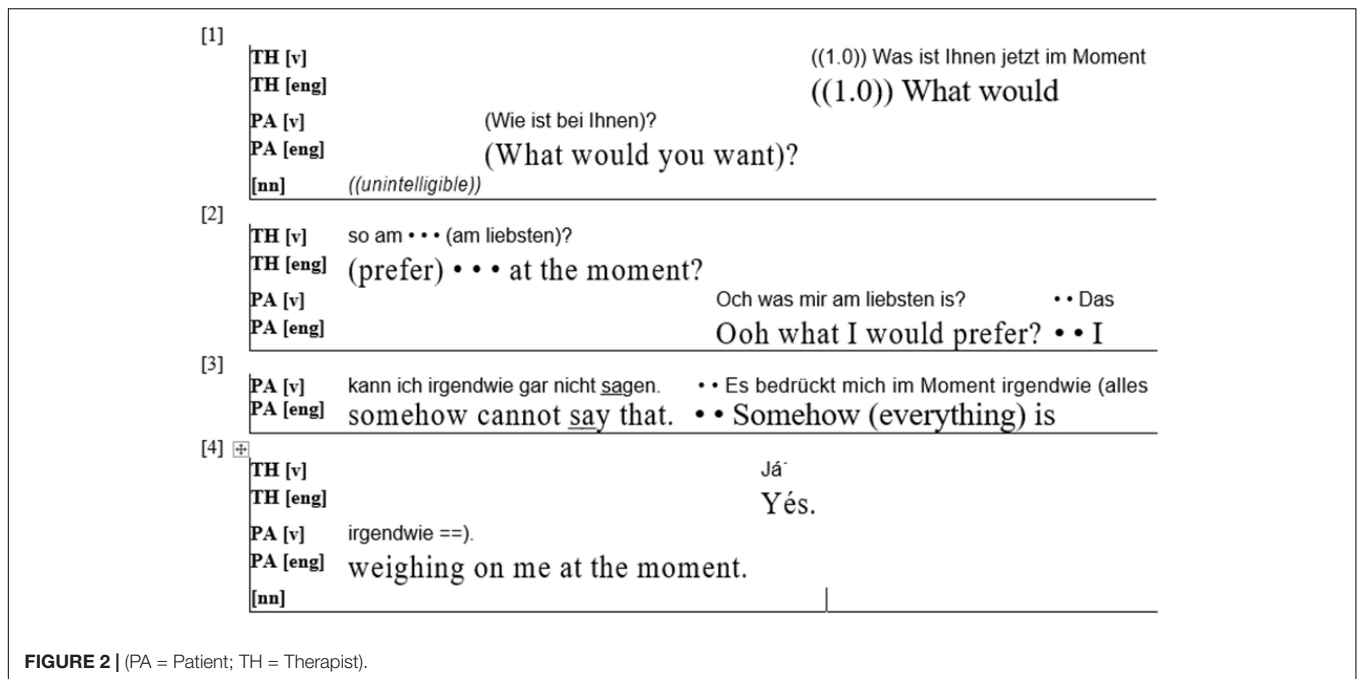 [1]
TH [v] ((1.0)) Was ist Ihnen jetzt im Moment
TH [eng] ((1.0)) What would
PA [v] (Wie ist bei Ihnen)?
PA [eng] (What would you want)?
[nn] ((unintelligible))
[2]
TH [v] so am • • • (am liebsten)?
TH [eng] (prefer) • • • at the moment?
PA [v] Och was mir am liebsten is? • • Das
PA [eng] Ooh what I would prefer? • • I
[3]
PA [v] kann ich irgendwie gar nicht sagen. • • Es bedrückt mich im Moment irgendwie (alles
PA [eng] somehow cannot say that. • • Somehow (everything) is
[4]
TH [v] Já ̄
TH [eng] Yés.
PA [v] irgendwie ==).
PA [eng] weighing on me at the moment.
[nn]
FIGURE 2 | (PA = Patient; TH = Therapist).